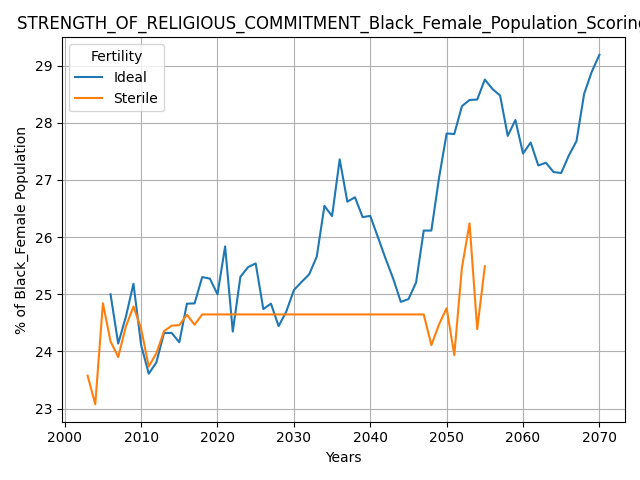 STRENGTH_OF_RELIGIOUS_COMMITMENT_Black_Female_Population_Scoring
Fertility
Ideal
Sterile
% of Black_Female Population
29
28
27
26
25
24
23
2000 2010 2020 2030 2040 2050 2060 2070
Years